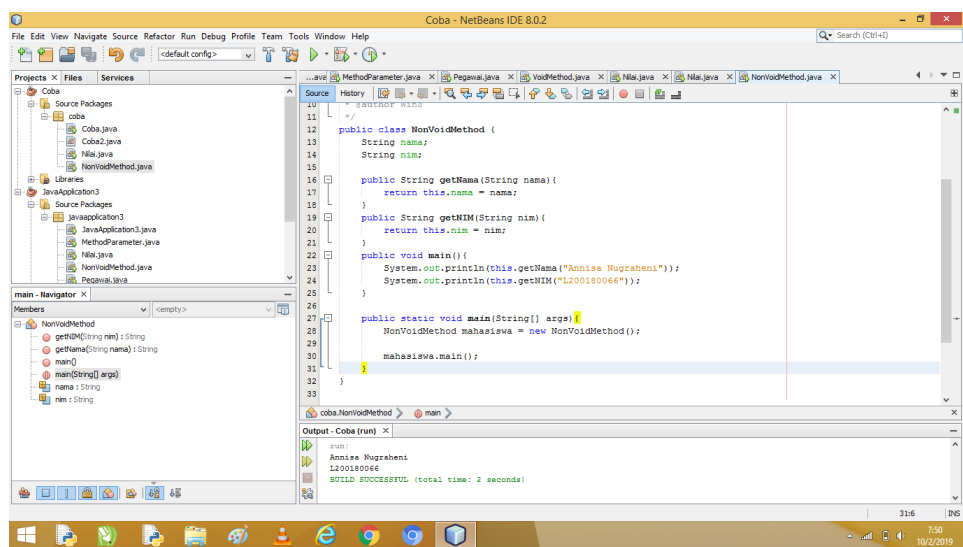 Coba - NetBeans IDE 8.0.2
File Edit View Navigate Source Refactor Run Debug Profile Team Tools Window Help
Search (Ctrl+I)
<default config>
Projects Files Services
Coba
Source Packages
coba
Coba.java
Coba2.java
Nilai.java
NonVoidMethod.java
Libraries
JavaApplication3
Source Packages
javaapplication3
JavaApplication3.java
MethodParameter.java
Nilai.java
NonVoidMethod.java
Pegawai.java
main - Navigator
Members <empty>
NonVoidMethod
getNIM(String nim) : String
getNama(String nama) : String
main()
main(String[] args)
nama : String
nim : String
...ava MethodParameter.java Pegawai.java VoidMethod.java Nilai.java Nilai.java NonVoidMethod.java
Source History
10 * @author Wins
11 */
12 public class NonVoidMethod {
13 String nama;
14 String nim;
15
16 public String getNama(String nama){
17 return this.nama = nama;
18 }
19 public String getNIM(String nim){
20 return this.nim = nim;
21 }
22 public void main(){
23 System.out.println(this.getNama("Annisa Nugraheni"));
24 System.out.println(this.getNIM("L200180066"));
25 }
26
27 public static void main(String[] args){
28 NonVoidMethod mahasiswa = new NonVoidMethod();
29
30 mahasiswa.main();
31 }
32 }
33
coba.NonVoidMethod main
Output - Coba (run)
run:
Annisa Nugraheni
L200180066
BUILD SUCCESSFUL (total time: 2 seconds)
31:6 INS
7:50
10/2/2019